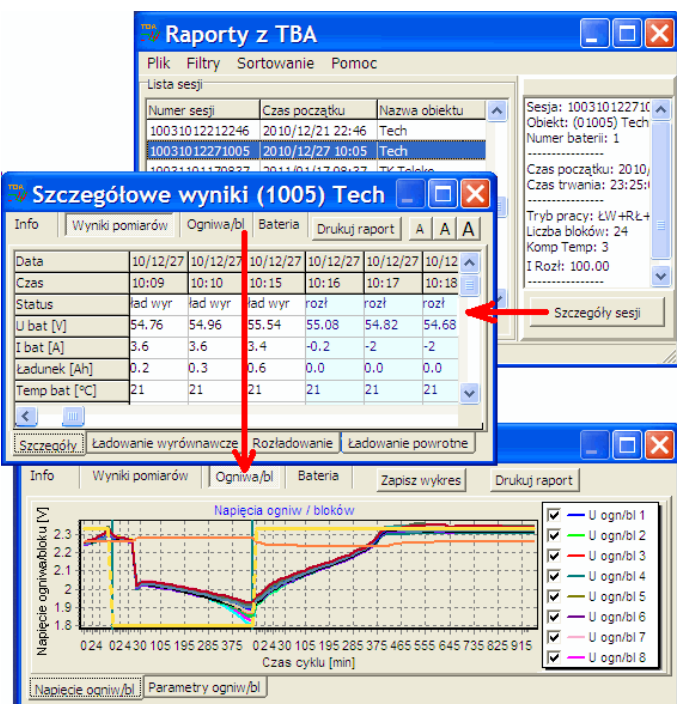 TBA Raporty z TBA
Plik Filtry Sortowanie Pomoc
Lista sesji
Numer sesji Czas początku Nazwa obiektu
10031012212246 2010/12/21 22:46 Tech
10031012271005 2010/12/27 10:05 Tech
Sesja: 10031012271
Obiekt: (01005) Tech
Numer baterii: 1
----------------
Czas początku: 2010/
Czas trwania: 23:25:
----------------
Tryb pracy: ŁW+RŁ+
Liczba bloków: 24
Komp Temp: 3
I Rozł: 100.00
----------------
Szczegóły sesji
TBA Szczegółowe wyniki (1005) Tech
Info Wyniki pomiarów Ogniwa/bl Bateria Drukuj raport A A A
Data 10/12/27 10/12/27 10/12/27 10/12/27 10/12/27 10/12
Czas 10:09 10:10 10:15 10:16 10:17 10:18
Status ład wyr ład wyr ład wyr rozł rozł rozł
U bat [V] 54.76 54.96 55.54 55.08 54.82 54.68
I bat [A] 3.6 3.6 3.4 -0.2 -2 -2
Ładunek [Ah] 0.2 0.3 0.6 0.0 0.0 0.0
Temp bat [°C] 21 21 21 21 21 21
Szczegóły Ładowanie wyrównawcze Rozładowanie Ładowanie powrotne
Info Wyniki pomiarów Ogniwa/bl Bateria Zapisz wykres Drukuj raport
Napięcia ogniw / bloków
Napięcie ogniwa/bloku [V]
2.3
2.2
2.1
2
1.9
1.8
0 24 0 24 30 105 195 285 375 0 24 30 105 195 285 375 465 555 645 735 825 915
Czas cyklu [min]
U ogn/bl 1
U ogn/bl 2
U ogn/bl 3
U ogn/bl 4
U ogn/bl 5
U ogn/bl 6
U ogn/bl 7
U ogn/bl 8
Napięcie ogniw/bl Parametry ogniw/bl